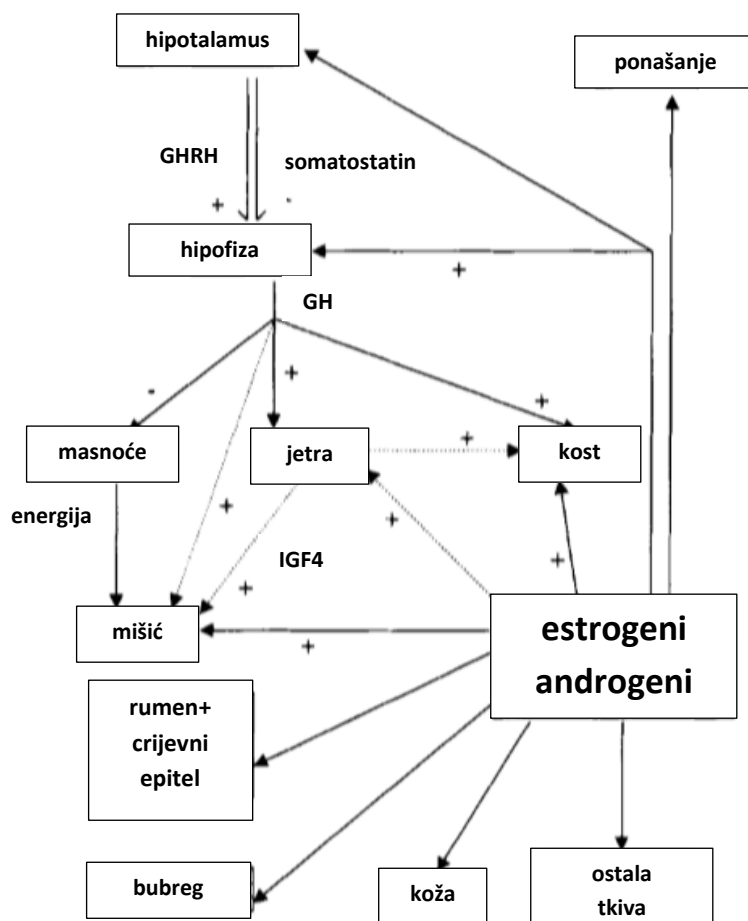 hipotalamus
ponašanje
GHRH
somatostatin
+
-
hipofiza
+
GH
-
+
+
masnoće
jetra
+
kost
energija
+
+
IGF4
+
+
mišić
+
estrogeni
androgeni
rumen+
crijevni
epitel
bubreg
koža
ostala
tkiva